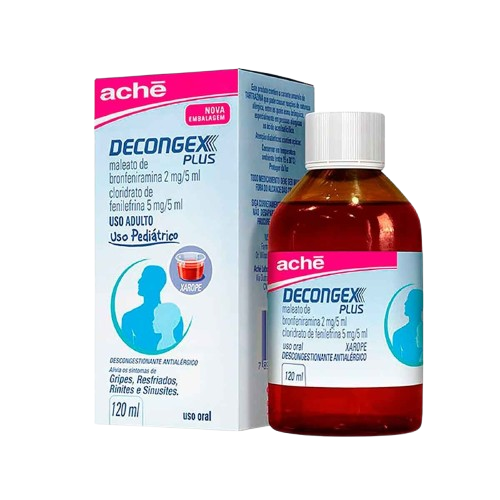 achē
NOVA
EMBALAGEM
DECONGEX
PLUS
maleato de
bronfeniramina 2 mg/5 ml
cloridrato de
fenilefrina 5 mg/5 ml
USO ADULTO
Uso Pediátrico
XAROPE
DESCONGESTIONANTE ANTIALÉRGICO
Alivia os sintomas de
Gripes, Resfriados,
Rinites e Sinusites.
120 ml
uso oral
achē
DECONGEX
PLUS
maleato de
bronfeniramina 2 mg/5 ml
cloridrato de fenilefrina 5 mg/5 ml
uso oral XAROPE
DESCONGESTIONANTE ANTIALÉRGICO
120 ml